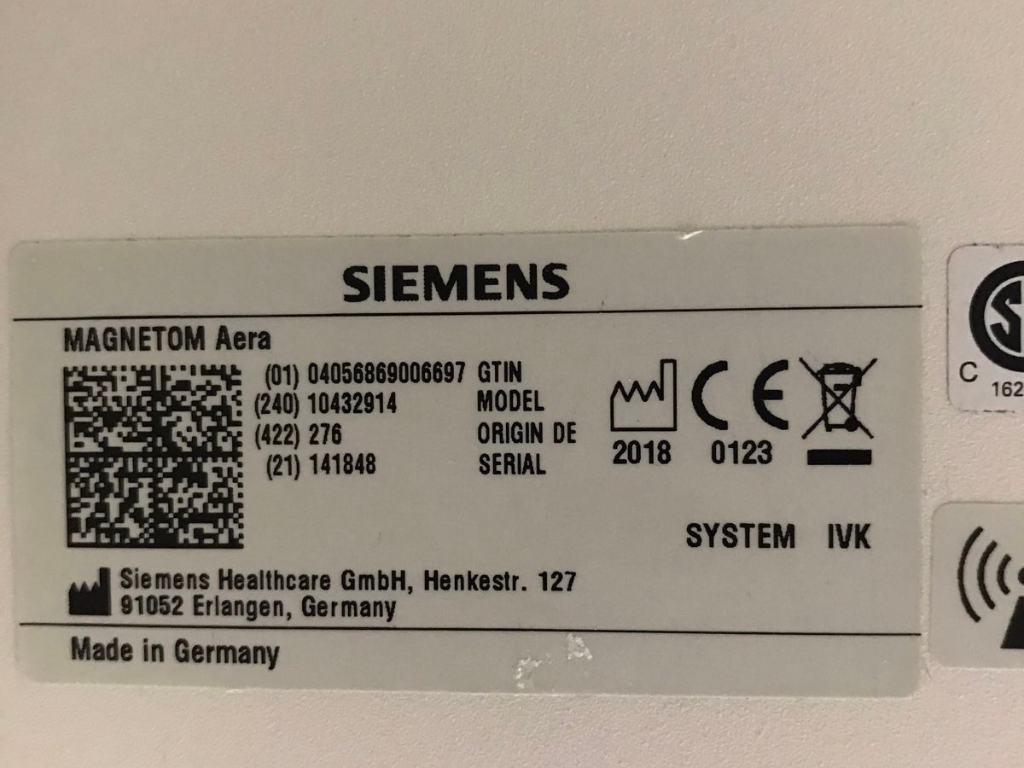 SIEMENS
MAGNETOM Aera
(01) 04056869006697 GTIN
(240) 10432914 MODEL
(422) 276 ORIGIN DE
(21) 141848 SERIAL
2018 CE 0123
SYSTEM IVK
Siemens Healthcare GmbH, Henkestr. 127
91052 Erlangen, Germany
Made in Germany
C
162